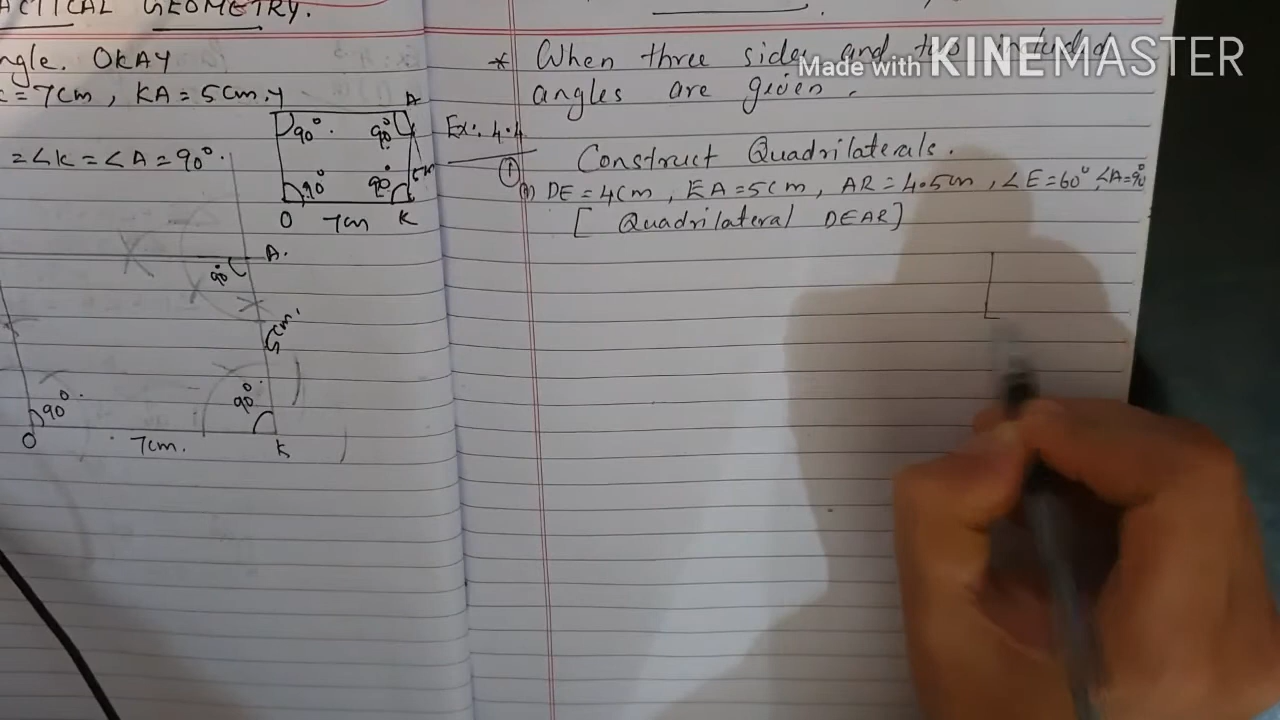 ACTICAL GEOMETRY.
ngle. OKAY
= 7cm, KA = 5cm, Y
= ∠K = ∠A = 90°.
A
90°. 90°
90° 90° 5cm
O 7cm K
A.
90°
5cm.
90°. 90°.
O 7cm. K
* When three sides and two included
angles are given.
Ex: 4.4
① Construct Quadrilaterals.
DE = 4cm, EA = 5cm, AR = 4.5cm, ∠E = 60°, ∠A = 90°
[ Quadrilateral DEAR]
Made with KINEMASTER